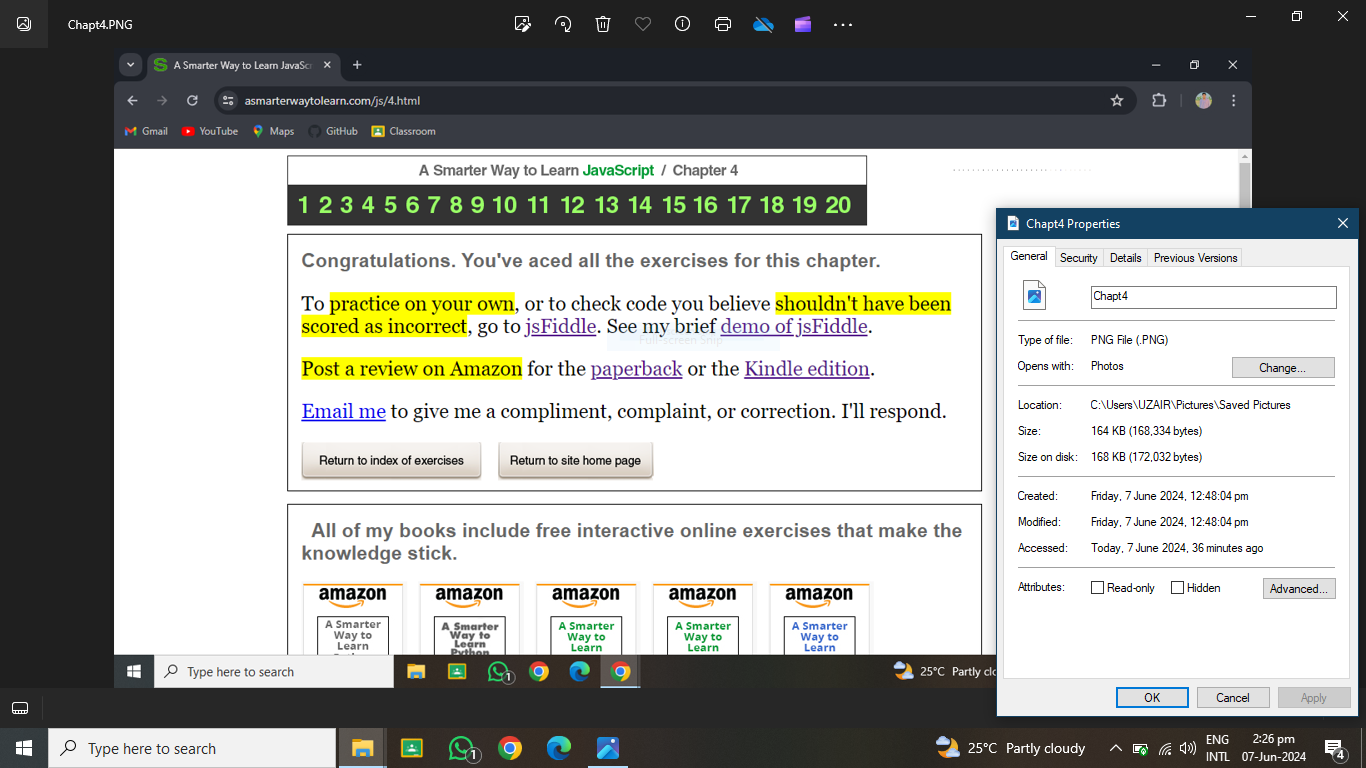 Chapt4.PNG
A Smarter Way to Learn JavaSc
asmarterwaytolearn.com/js/4.html
Gmail YouTube Maps GitHub Classroom
A Smarter Way to Learn JavaScript / Chapter 4
1 2 3 4 5 6 7 8 9 10 11 12 13 14 15 16 17 18 19 20
Congratulations. You've aced all the exercises for this chapter.
To practice on your own, or to check code you believe shouldn't have been
scored as incorrect, go to jsFiddle. See my brief demo of jsFiddle.
Full-screen Snip
Post a review on Amazon for the paperback or the Kindle edition.
Email me to give me a compliment, complaint, or correction. I'll respond.
Return to index of exercises Return to site home page
All of my books include free interactive online exercises that make the
knowledge stick.
amazon amazon amazon amazon amazon
A Smarter A Smarter A Smarter A Smarter A Smarter
Way to Way to Way to Way to Way to
Learn Learn Learn Learn Learn
Type here to search
1
25°C Partly clo
Chapt4 Properties
General Security Details Previous Versions
Chapt4
Type of file: PNG File (.PNG)
Opens with: Photos Change...
Location: C:\Users\UZAIR\Pictures\Saved Pictures
Size: 164 KB (168,334 bytes)
Size on disk: 168 KB (172,032 bytes)
Created: Friday, 7 June 2024, 12:48:04 pm
Modified: Friday, 7 June 2024, 12:48:04 pm
Accessed: Today, 7 June 2024, 36 minutes ago
Attributes: Read-only Hidden Advanced...
OK Cancel Apply
Type here to search
1
25°C Partly cloudy
ENG
INTL
2:26 pm
07-Jun-2024
4